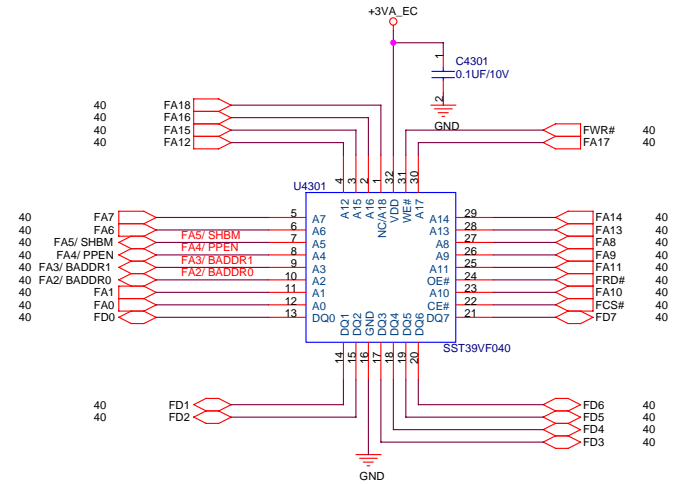 +3VA_EC
1
C4301
0.1UF/10V
2
GND
40 FA18
40 FA16
40 FA15
40 FA12
FWR# 40
FA17 40
4 3 2 1 32 31 30
U4301
A12 A15 A16 NC/A18 VDD WE# A17
40 FA7 5 A7 A14 29 FA14 40
40 FA6 6 A6 A13 28 FA13 40
40 FA5/ SHBM FA5/ SHBM 7 A5 A8 27 FA8 40
40 FA4/ PPEN FA4/ PPEN 8 A4 A9 26 FA9 40
40 FA3/ BADDR1 FA3/ BADDR1 9 A3 A11 25 FA11 40
40 FA2/ BADDR0 FA2/ BADDR0 10 A2 OE# 24 FRD# 40
40 FA1 11 A1 A10 23 FA10 40
40 FA0 12 A0 CE# 22 FCS# 40
40 FD0 13 DQ0 DQ7 21 FD7 40
DQ1 DQ2 GND DQ3 DQ4 DQ5 DQ6
SST39VF040
14 15 16 17 18 19 20
40 FD1
40 FD2
FD6 40
FD5 40
FD4 40
FD3 40
GND